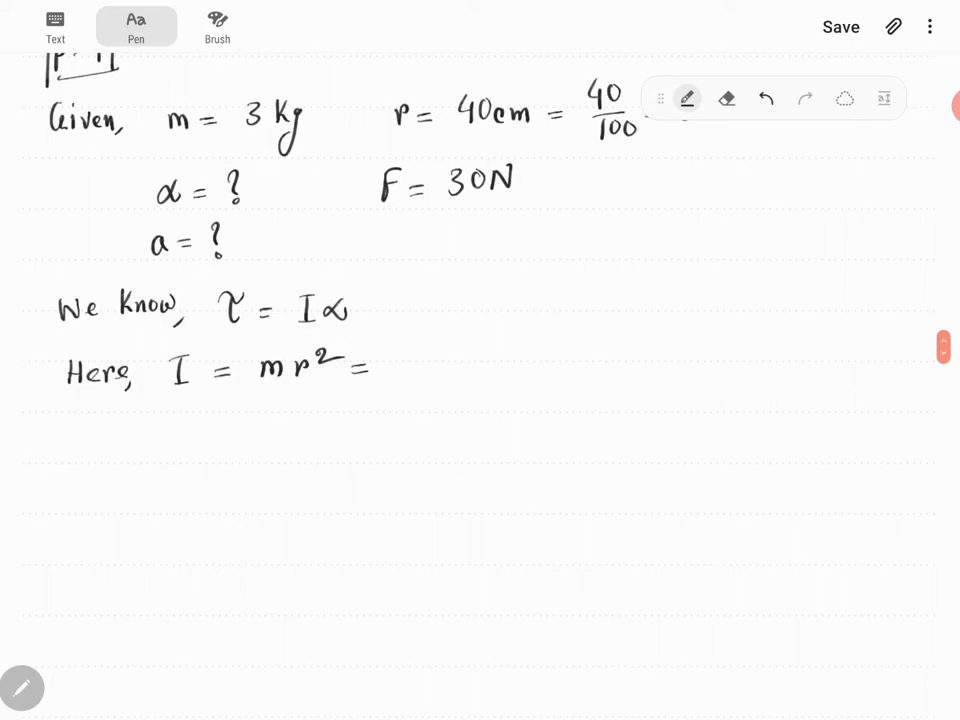 Text
Aa
Pen
Brush
Save
Given, m = 3 kg r = 40cm = 40/100
α = ? F = 30N
a = ?
We know, τ = Iα
Here, I = mr² =